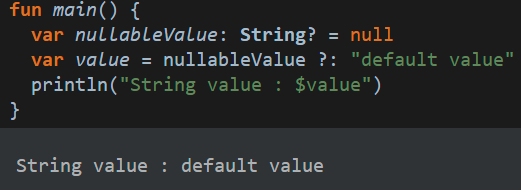 fun main() {
  var nullableValue: String? = null
  var value = nullableValue ?: "default value"
  println("String value : $value")
}
String value : default value